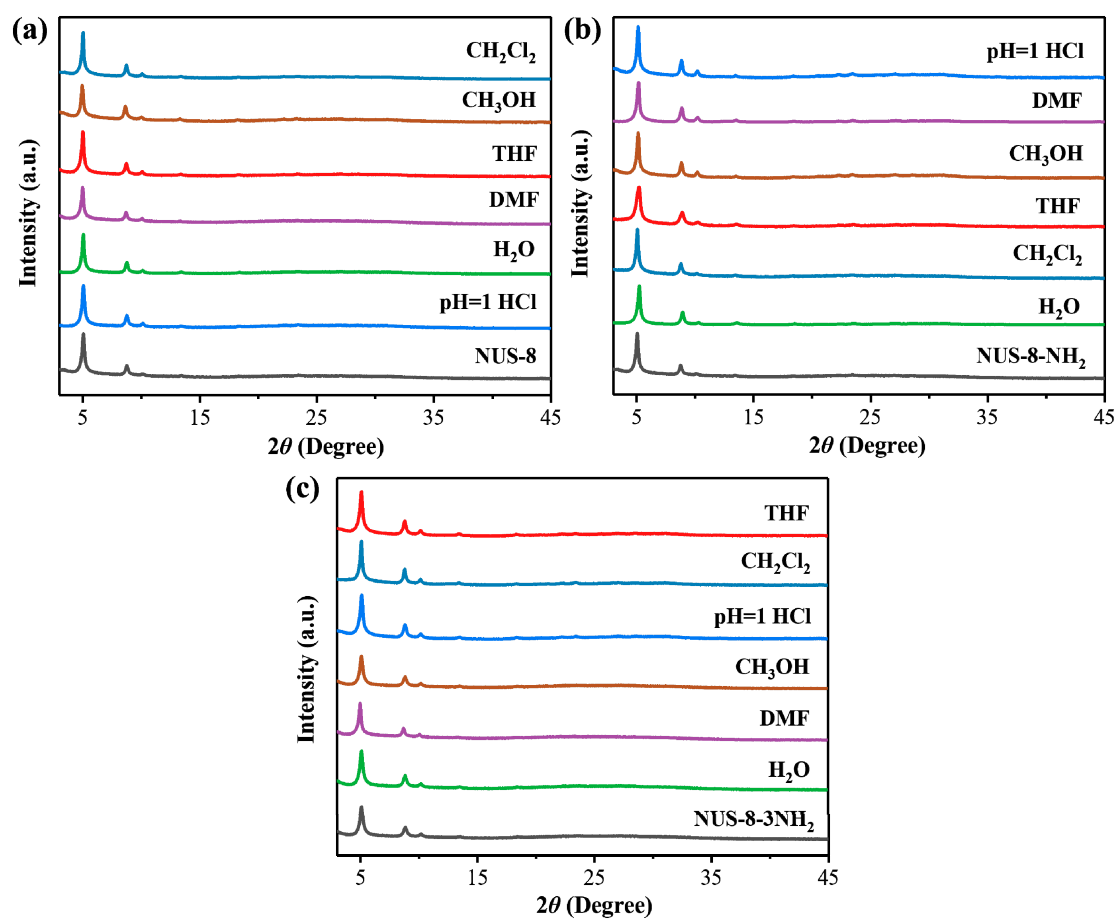 (a)
CH₂Cl₂
CH₃OH
THF
DMF
H₂O
pH=1 HCl
NUS-8
Intensity (a.u.)
5 15 25 35 45
2θ (Degree)
(b)
pH=1 HCl
DMF
CH₃OH
THF
CH₂Cl₂
H₂O
NUS-8-NH₂
Intensity (a.u.)
5 15 25 35 45
2θ (Degree)
(c)
THF
CH₂Cl₂
pH=1 HCl
CH₃OH
DMF
H₂O
NUS-8-3NH₂
Intensity (a.u.)
5 15 25 35 45
2θ (Degree)